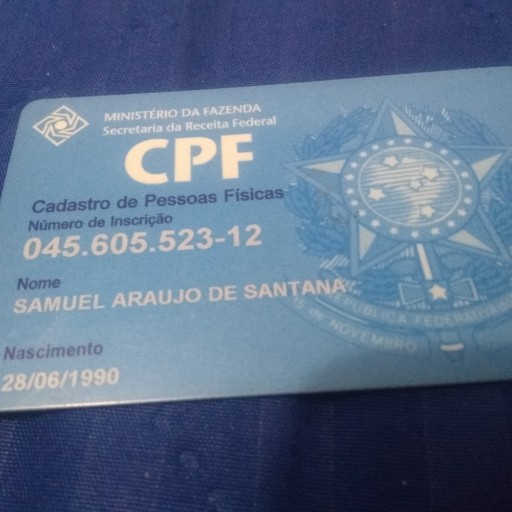 MINISTÉRIO DA FAZENDA
Secretaria da Receita Federal
CPF
Cadastro de Pessoas Físicas
Número de Inscrição
045.605.523-12
Nome
SAMUEL ARAUJO DE SANTANA
REPÚBLICA FEDERATIVA
DE NOVEMBRO
Nascimento
28/06/1990